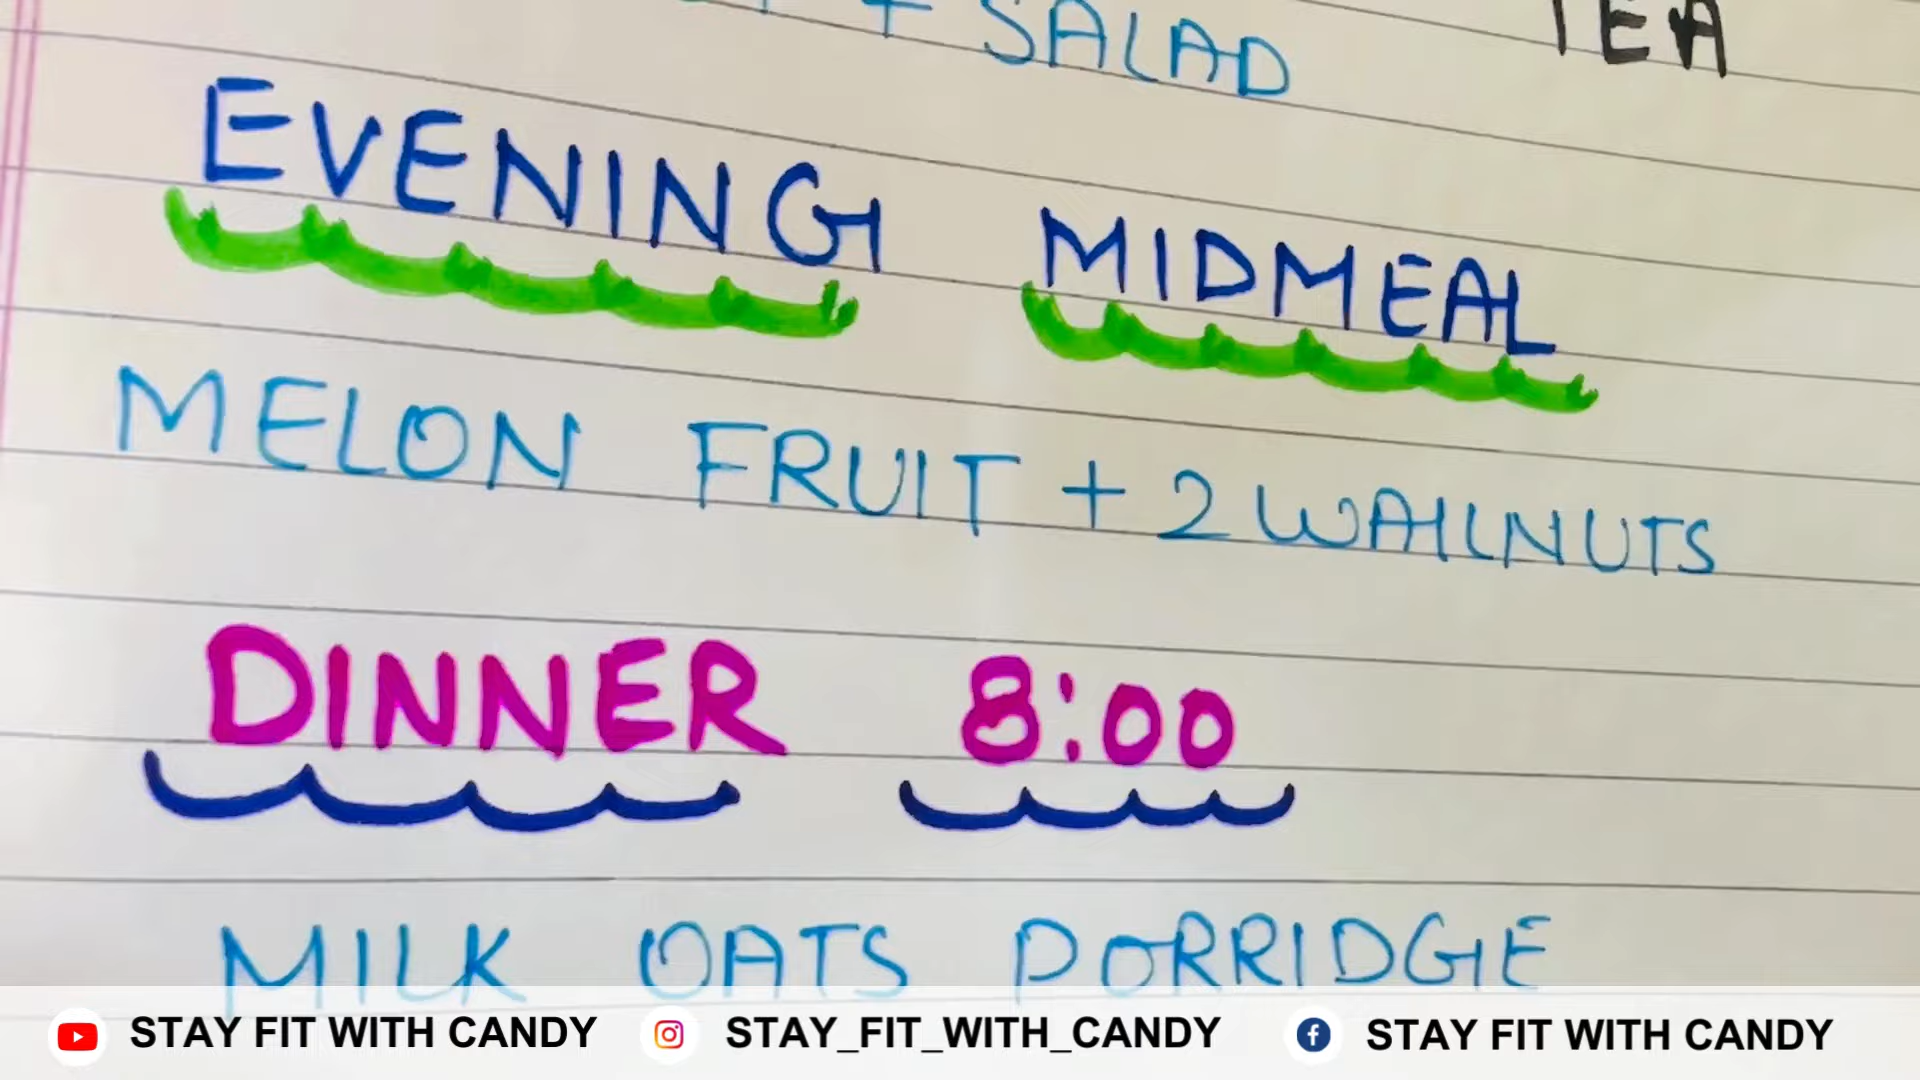 + SALAD
TEA
EVENING MIDMEAL
MELON FRUIT + 2 WALNUTS
DINNER 8:00
MILK OATS PORRIDGE
STAY FIT WITH CANDY STAY_FIT_WITH_CANDY STAY FIT WITH CANDY